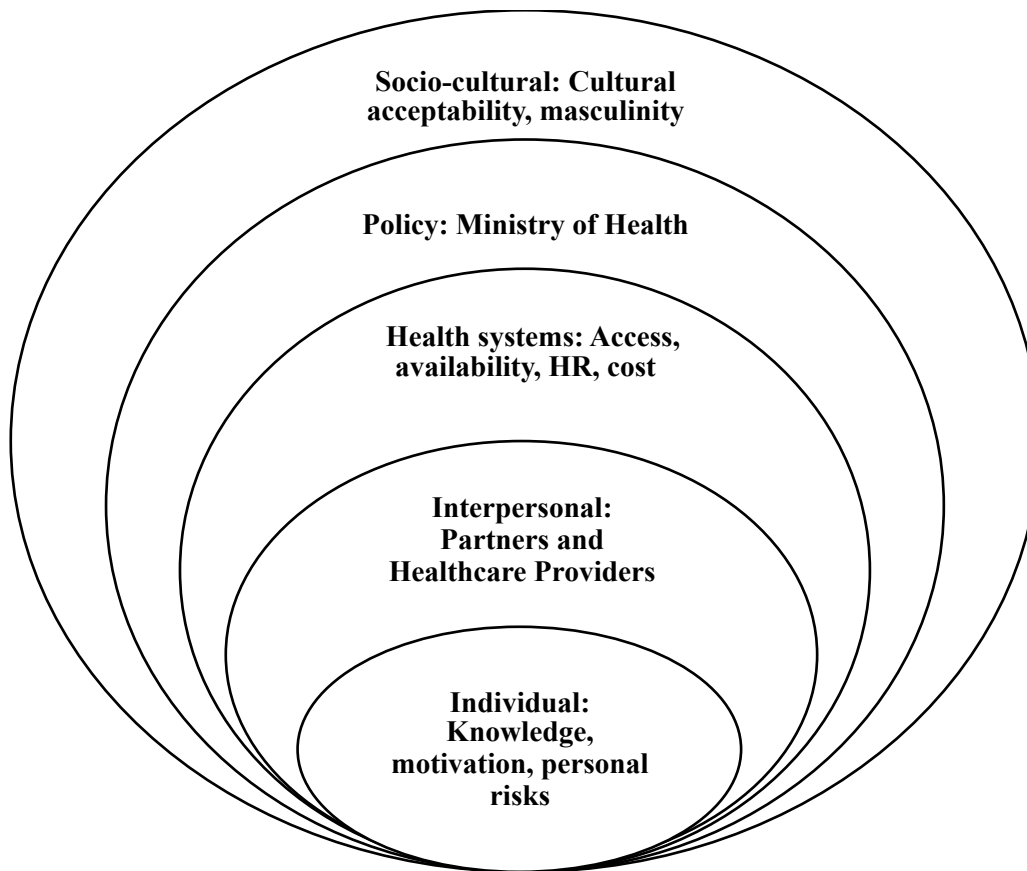 Socio-cultural: Cultural
acceptability, masculinity
Policy: Ministry of Health
Health systems: Access,
availability, HR, cost
Interpersonal:
Partners and
Healthcare Providers
Individual:
Knowledge,
motivation, personal
risks